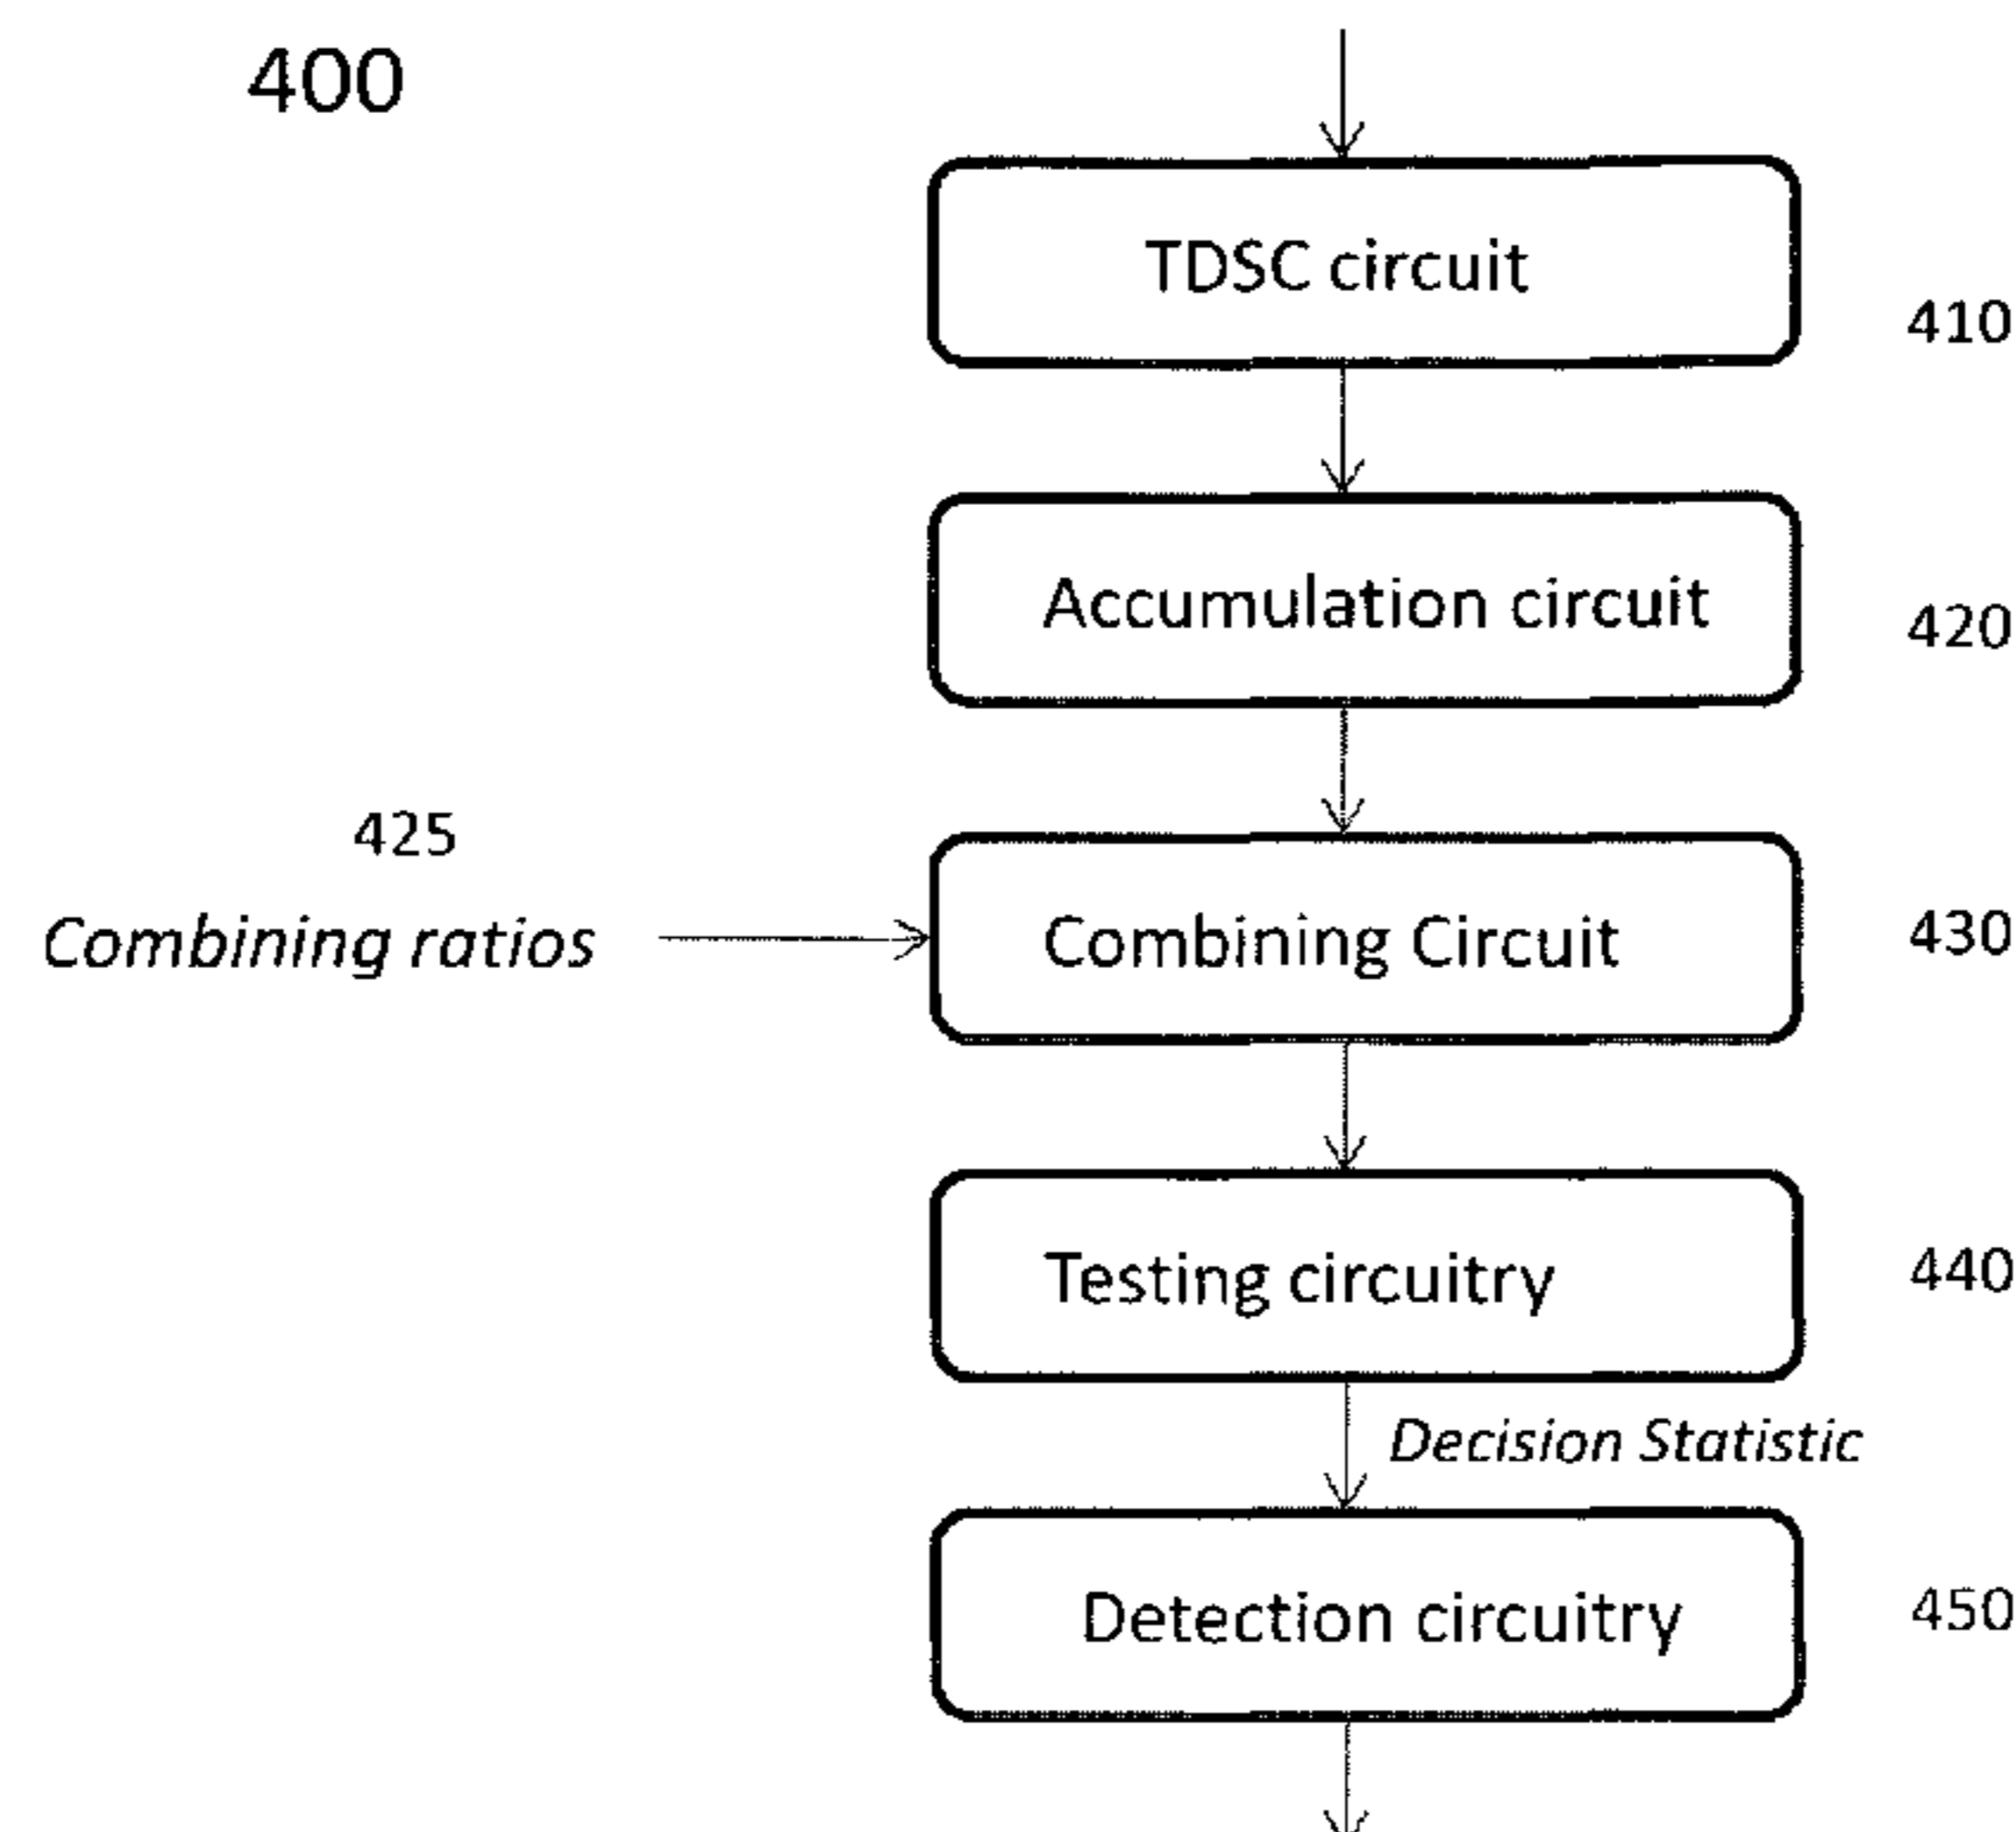 400
TDSC circuit
410
Accumulation circuit
420
425
Combining ratios
Combining Circuit
430
Testing circuitry
440
Decision Statistic
Detection circuitry
450